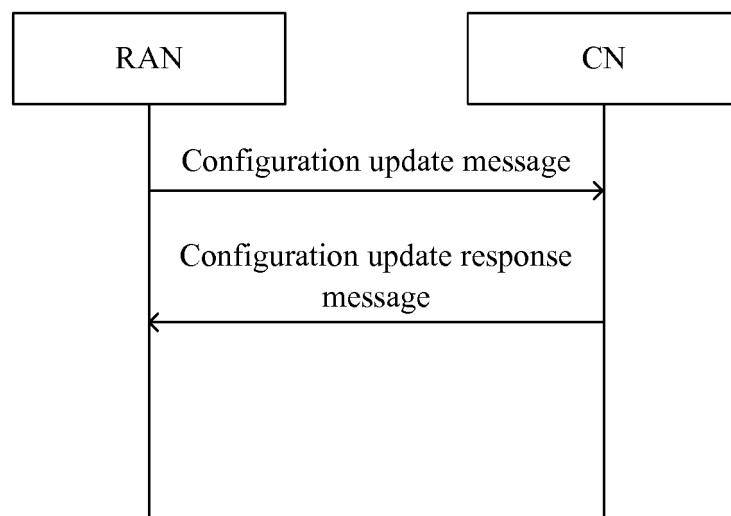 RAN
CN
Configuration update message
Configuration update response
message